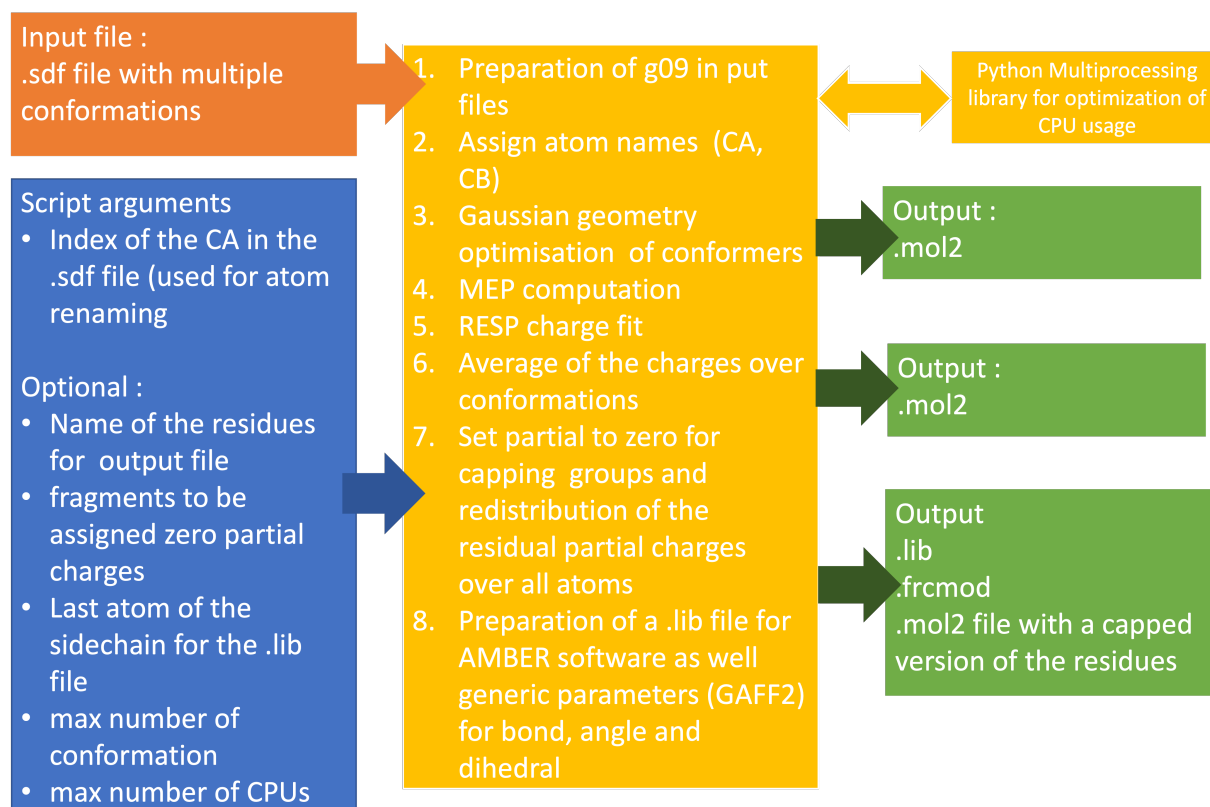 Input file :
.sdf file with multiple
conformations
Script arguments
• Index of the CA in the
.sdf file (used for atom
renaming
Optional :
• Name of the residues
for output file
• fragments to be
assigned zero partial
charges
• Last atom of the
sidechain for the .lib
file
• max number of
conformation
• max number of CPUs
1. Preparation of g09 in put
files
2. Assign atom names (CA,
CB)
3. Gaussian geometry
optimisation of conformers
4. MEP computation
5. RESP charge fit
6. Average of the charges over
conformations
7. Set partial to zero for
capping groups and
redistribution of the
residual partial charges
over all atoms
8. Preparation of a .lib file for
AMBER software as well
generic parameters (GAFF2)
for bond, angle and
dihedral
Python Multiprocessing
library for optimization of
CPU usage
Output :
.mol2
Output :
.mol2
Output
.lib
.frcmod
.mol2 file with a capped
version of the residues